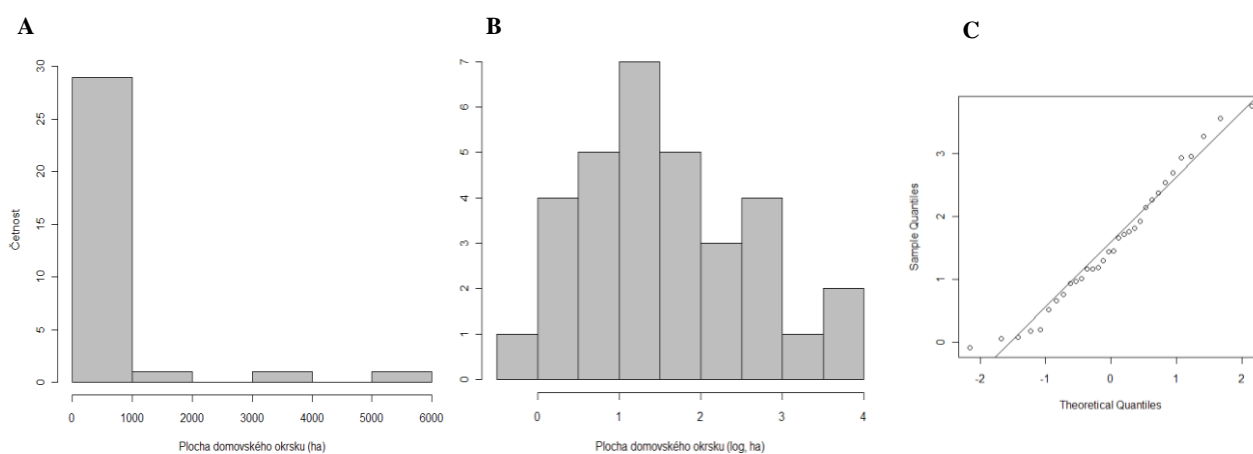 A
Četnost
30
25
20
15
10
5
0
0 1000 2000 3000 4000 5000 6000
Plocha domovského okrsku (ha)
B
7
6
5
4
3
2
1
0
0 1 2 3 4
Plocha domovského okrsku (log, ha)
C
Sample Quantiles
3
2
1
0
-2 -1 0 1 2
Theoretical Quantiles